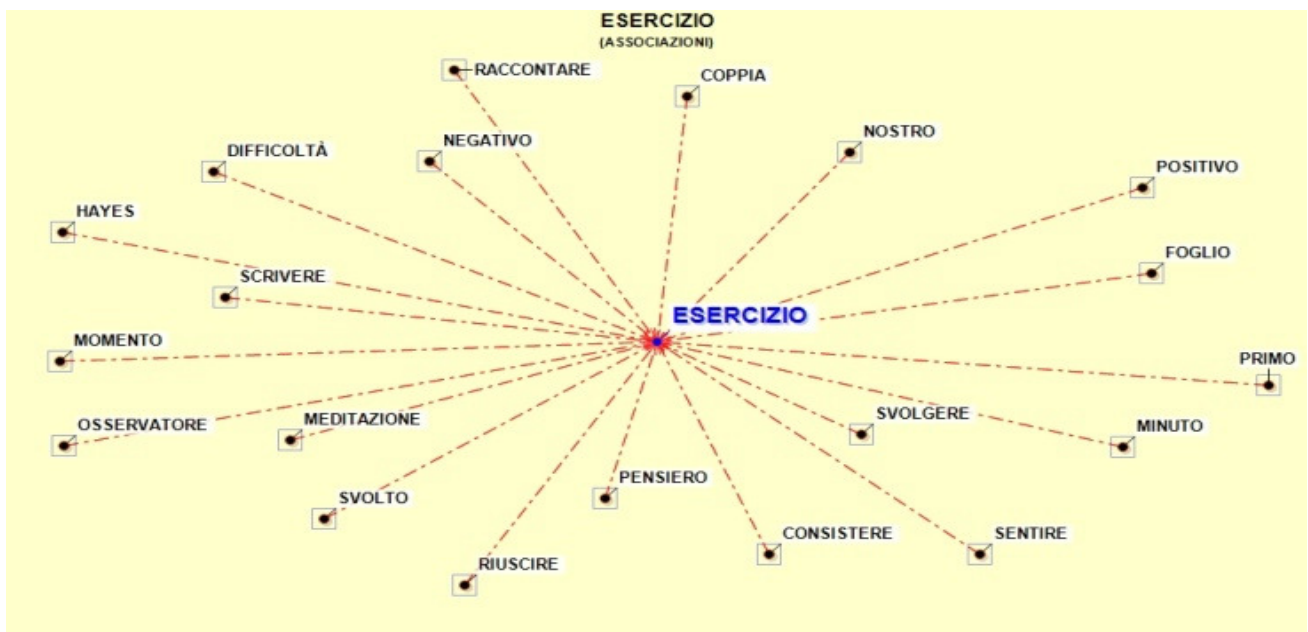 ESERCIZIO
(ASSOCIAZIONI)
RACCONTARE
COPPIA
NOSTRO
NEGATIVO
DIFFICOLTÀ
POSITIVO
HAYES
FOGLIO
SCRIVERE
ESERCIZIO
MOMENTO
PRIMO
MEDITAZIONE
SVOLGERE
OSSERVATORE
MINUTO
PENSIERO
SVOLTO
CONSISTERE
SENTIRE
RIUSCIRE